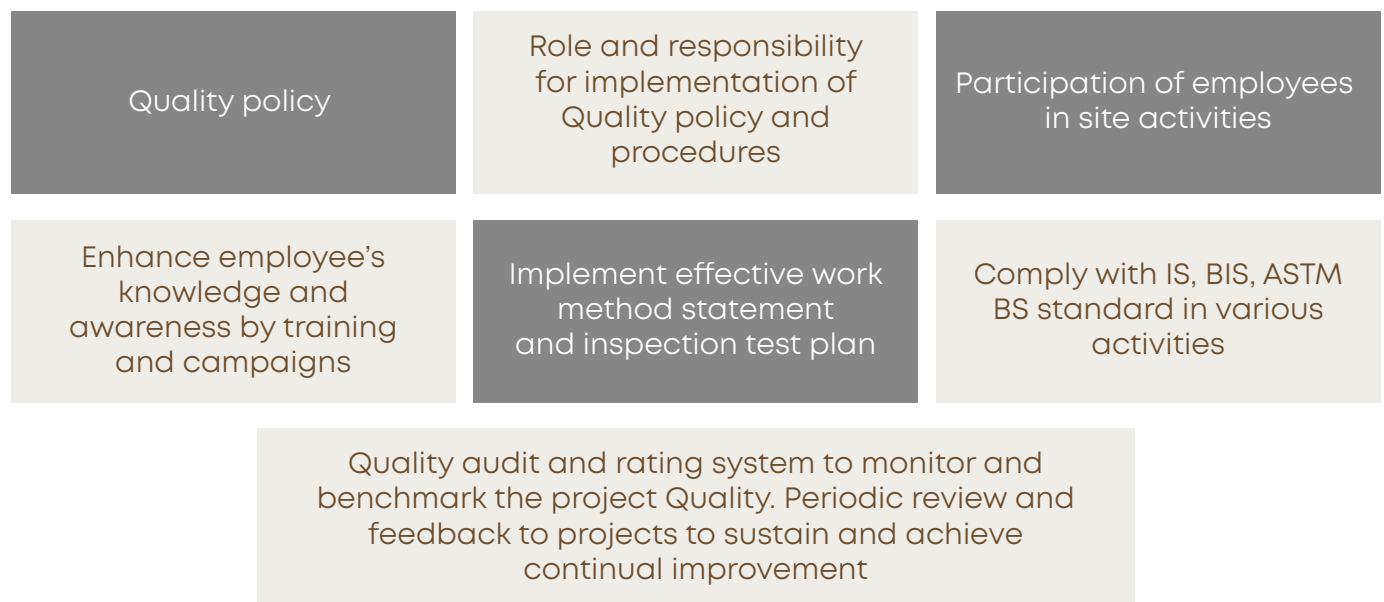 Quality policy
Role and responsibility
for implementation of
Quality policy and
procedures
Participation of employees
in site activities
Enhance employee’s
knowledge and
awareness by training
and campaigns
Implement effective work
method statement
and inspection test plan
Comply with IS, BIS, ASTM
BS standard in various
activities
Quality audit and rating system to monitor and
benchmark the project Quality. Periodic review and
feedback to projects to sustain and achieve
continual improvement